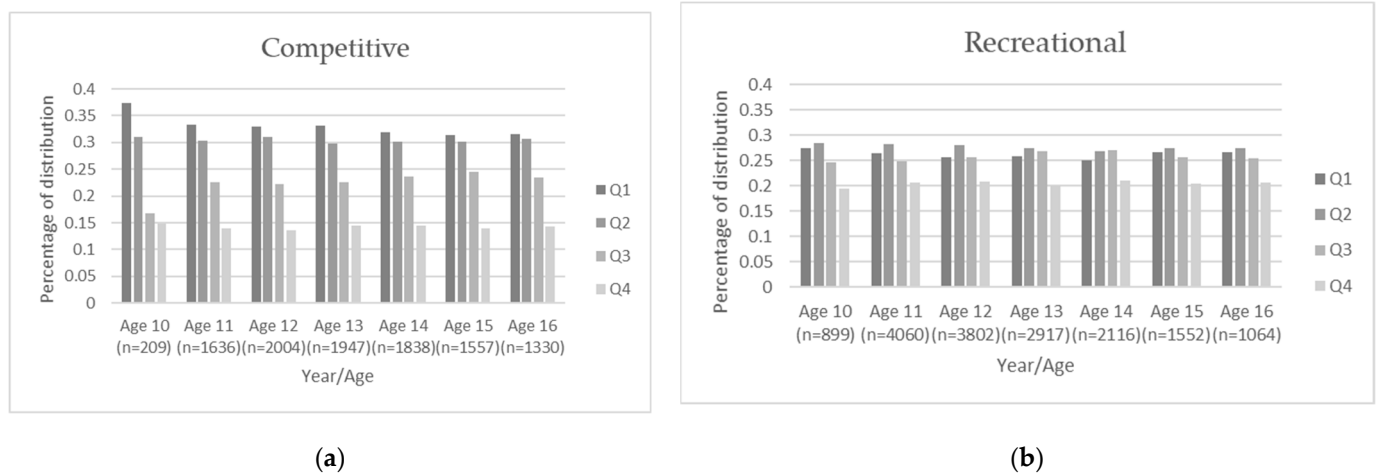 Competitive
Percentage of distribution
0.4
0.35
0.3
0.25
0.2
0.15
0.1
0.05
0
Age 10 Age 11 Age 12 Age 13 Age 14 Age 15 Age 16
(n=209) (n=1636) (n=2004) (n=1947) (n=1838) (n=1557) (n=1330)
Year/Age
Q1
Q2
Q3
Q4
(a)
Recreational
Percentage of distribution
0.4
0.35
0.3
0.25
0.2
0.15
0.1
0.05
0
Age 10 Age 11 Age 12 Age 13 Age 14 Age 15 Age 16
(n=899) (n=4060) (n=3802) (n=2917) (n=2116) (n=1552) (n=1064)
Year/Age
Q1
Q2
Q3
Q4
(b)